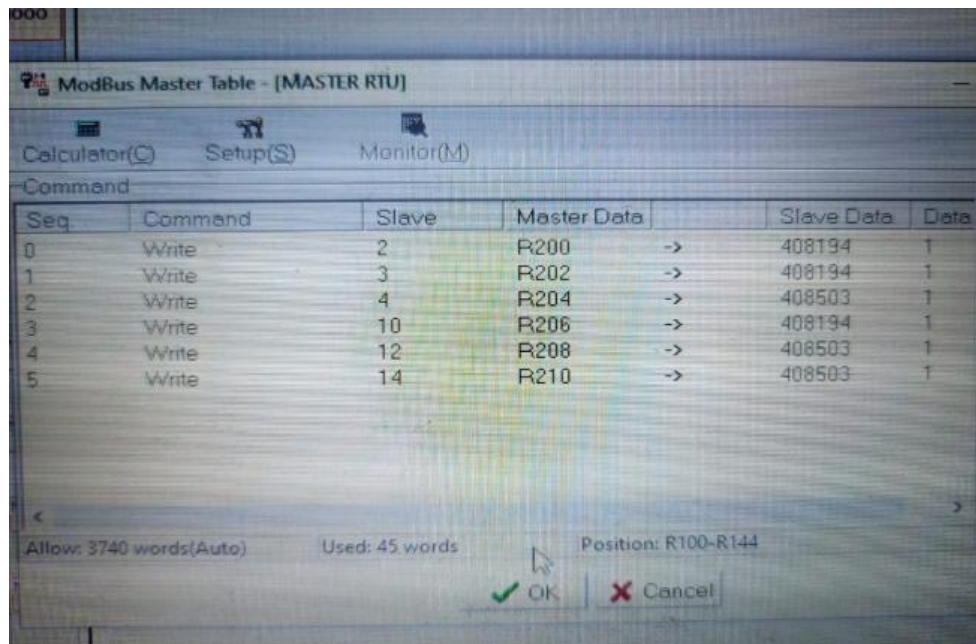 000
ModBus Master Table - [MASTER RTU]
Calculator(C) Setup(S) Monitor(M)
Command
Seq. Command Slave Master Data Slave Data Data
0 Write 2 R200 -> 408194 1
1 Write 3 R202 -> 408194 1
2 Write 4 R204 -> 408503 1
3 Write 10 R206 -> 408194 1
4 Write 12 R208 -> 408503 1
5 Write 14 R210 -> 408503 1
Allow: 3740 words(Auto) Used: 45 words Position: R100-R144
OK Cancel